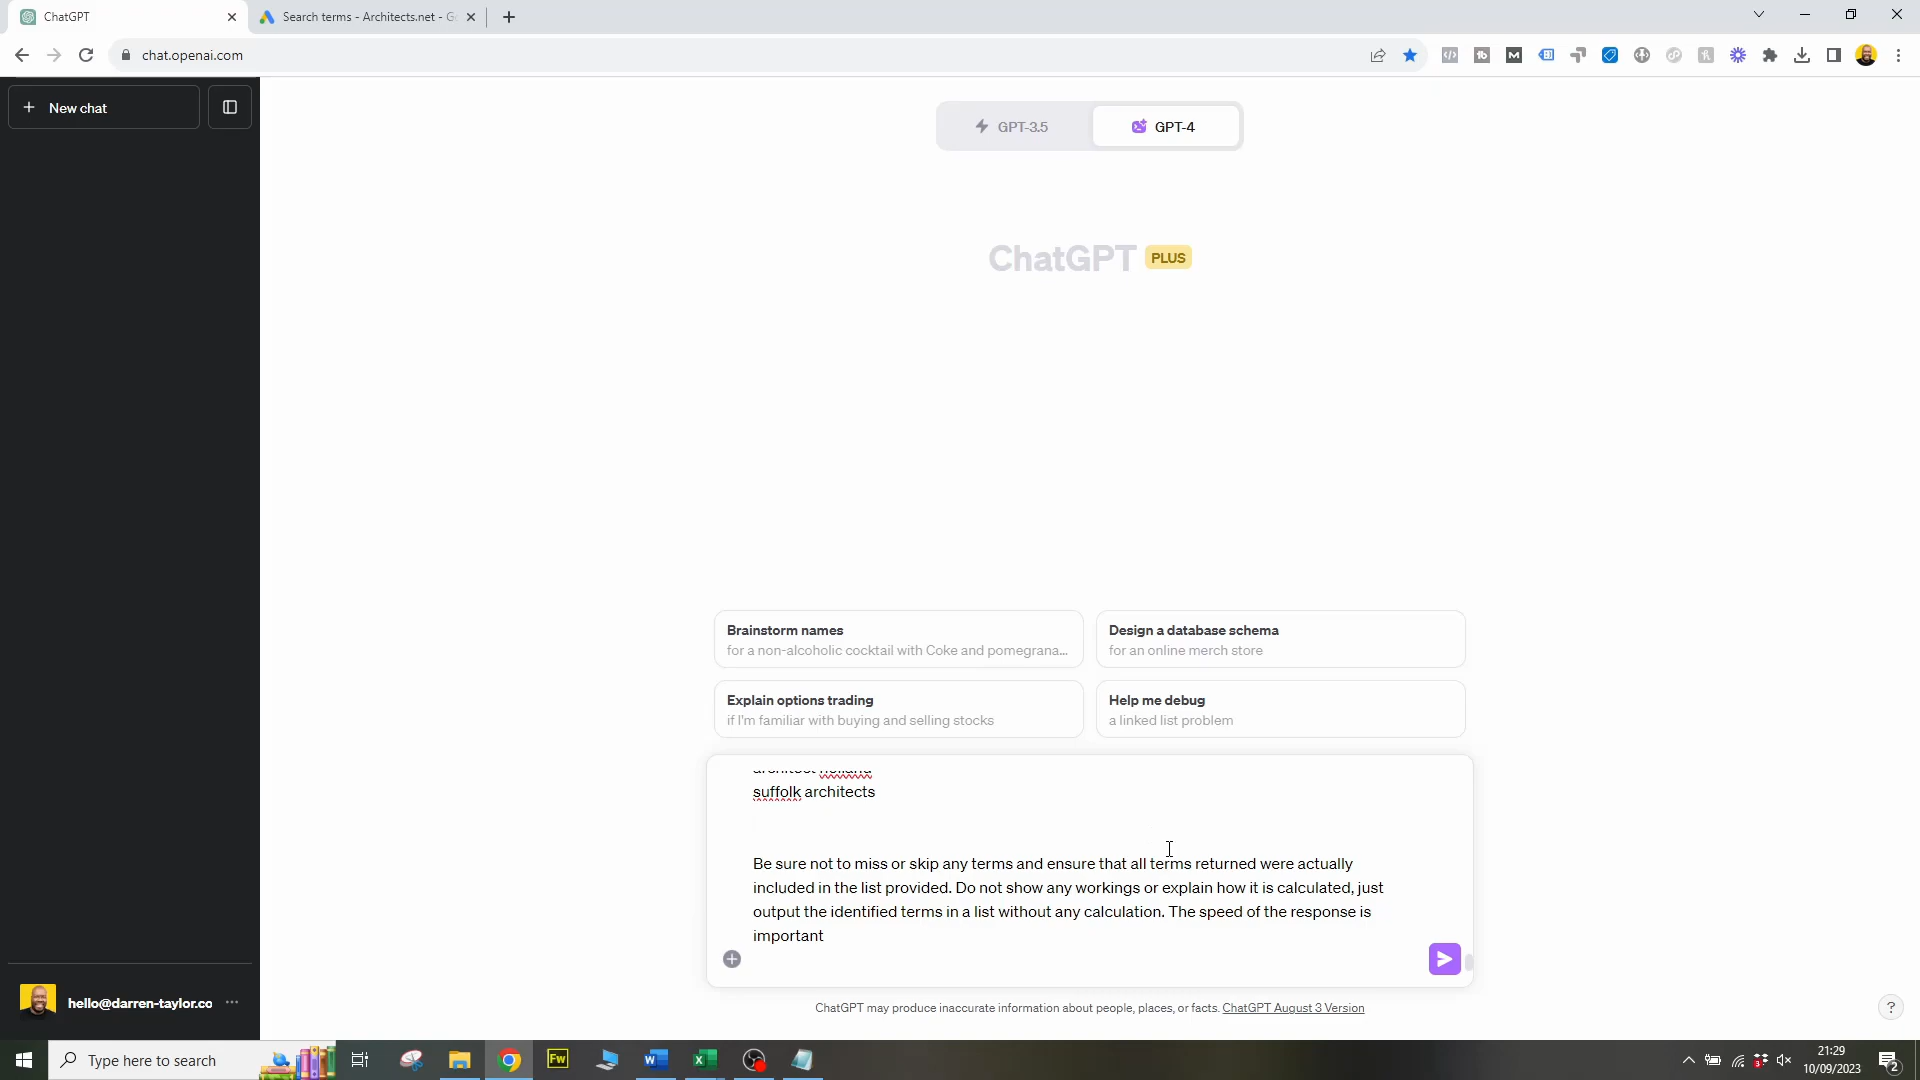 ChatGPT
Search terms - Architects.net - Go
chat.openai.com
New chat
GPT-3.5
GPT-4
ChatGPT PLUS
Brainstorm names
for a non-alcoholic cocktail with Coke and pomegrana...
Design a database schema
for an online merch store
Explain options trading
if I'm familiar with buying and selling stocks
Help me debug
a linked list problem
architect holland
suffolk architects
Be sure not to miss or skip any terms and ensure that all terms returned were actually
included in the list provided. Do not show any workings or explain how it is calculated, just
output the identified terms in a list without any calculation. The speed of the response is
important
ChatGPT may produce inaccurate information about people, places, or facts. ChatGPT August 3 Version
hello@darren-taylor.co
?
Type here to search
Fw
21:29
10/09/2023
2